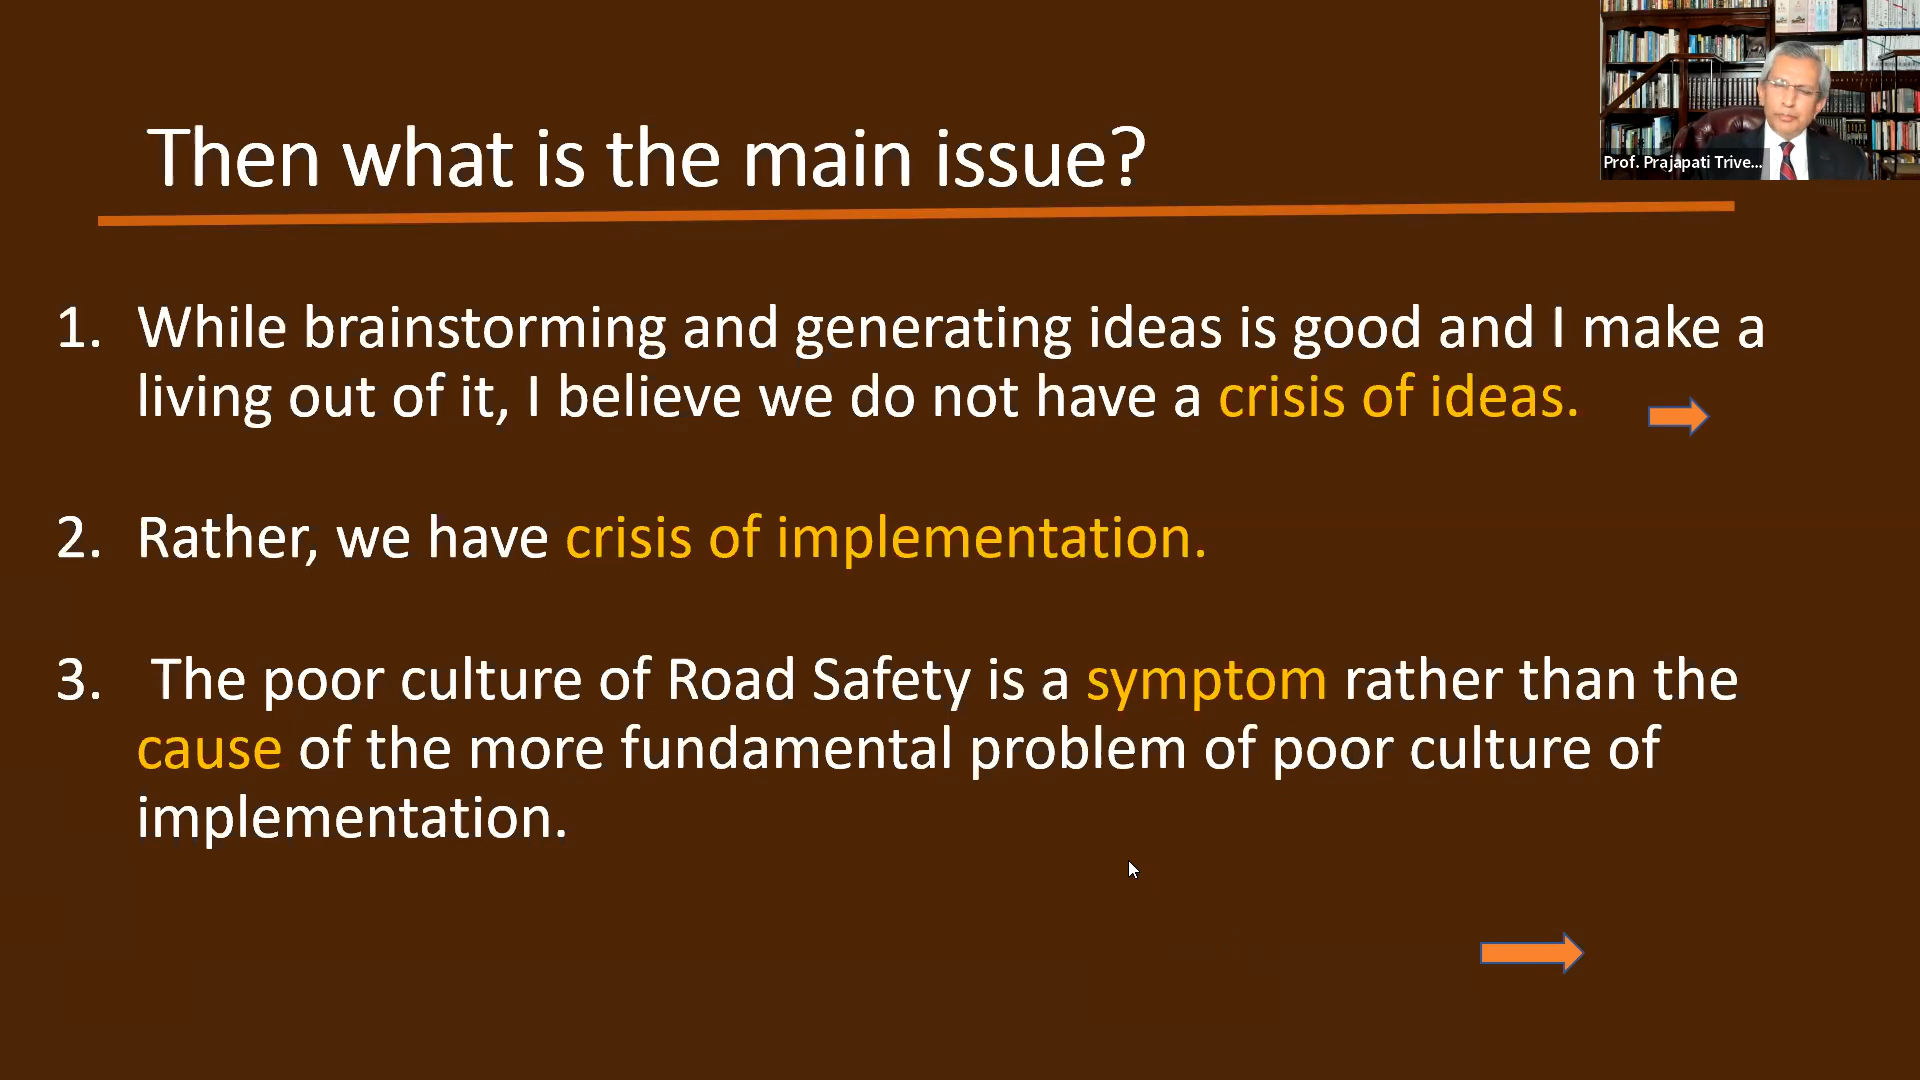 Prof. Prajapati Trive...
Then what is the main issue?
1. While brainstorming and generating ideas is good and I make a
living out of it, I believe we do not have a crisis of ideas.
2. Rather, we have crisis of implementation.
3. The poor culture of Road Safety is a symptom rather than the
cause of the more fundamental problem of poor culture of
implementation.